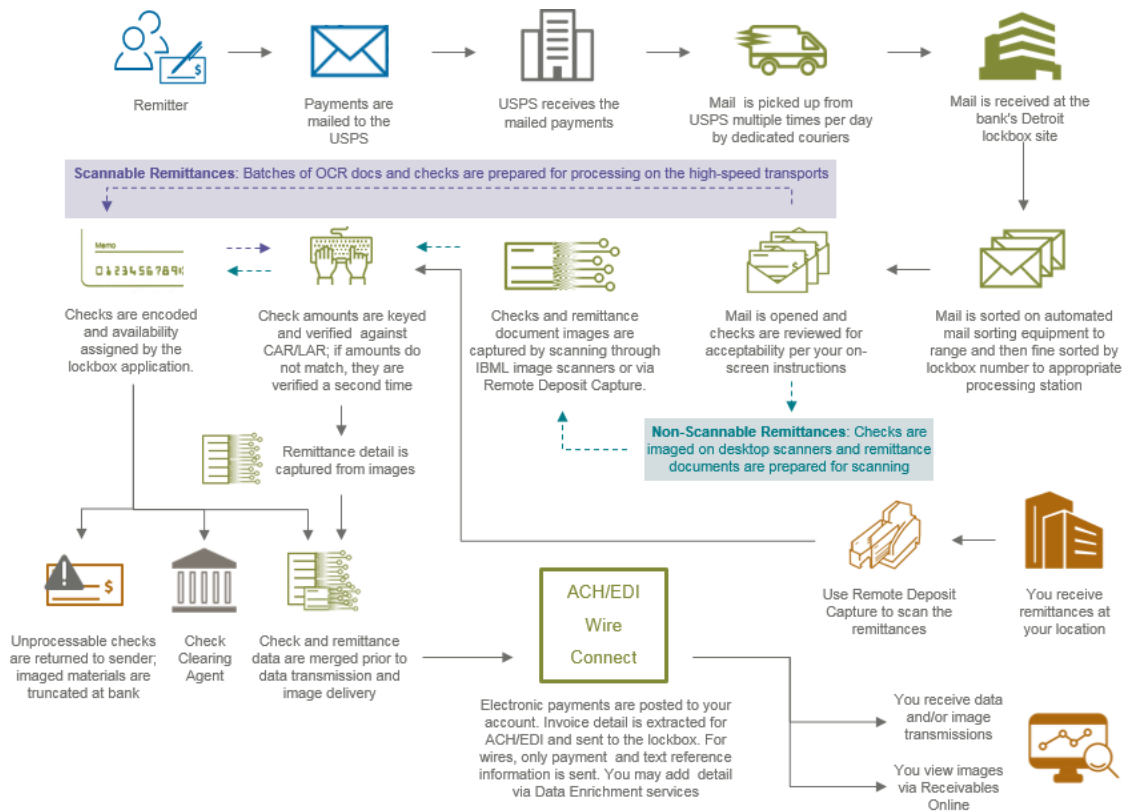 Remitter
Payments are
mailed to the
USPS
USPS receives the
mailed payments
Mail is picked up from
USPS multiple times per day
by dedicated couriers
Mail is received at the
bank's Detroit
lockbox site
Scannable Remittances: Batches of OCR docs and checks are prepared for processing on the high-speed transports
Memo
0123456789
Checks are encoded
and availability
assigned by the
lockbox application.
Check amounts are keyed
and verified against
CAR/LAR; if amounts do
not match, they are
verified a second time
Checks and remittance
document images are
captured by scanning through
IBML image scanners or via
Remote Deposit Capture.
Mail is opened and
checks are reviewed for
acceptability per your on-
screen instructions
Mail is sorted on automated
mail sorting equipment to
range and then fine sorted by
lockbox number to appropriate
processing station
Non-Scannable Remittances: Checks are
imaged on desktop scanners and remittance
documents are prepared for scanning
Remittance detail is
captured from images
Unprocessable checks
are returned to sender;
imaged materials are
truncated at bank
Check
Clearing
Agent
Check and remittance
data are merged prior to
data transmission and
image delivery
ACH/EDI
Wire
Connect
Electronic payments are posted to your
account. Invoice detail is extracted for
ACH/EDI and sent to the lockbox. For
wires, only payment and text reference
information is sent. You may add detail
via Data Enrichment services
Use Remote Deposit
Capture to scan the
remittances
You receive
remittances at
your location
You receive data
and/or image
transmissions
You view images
via Receivables
Online